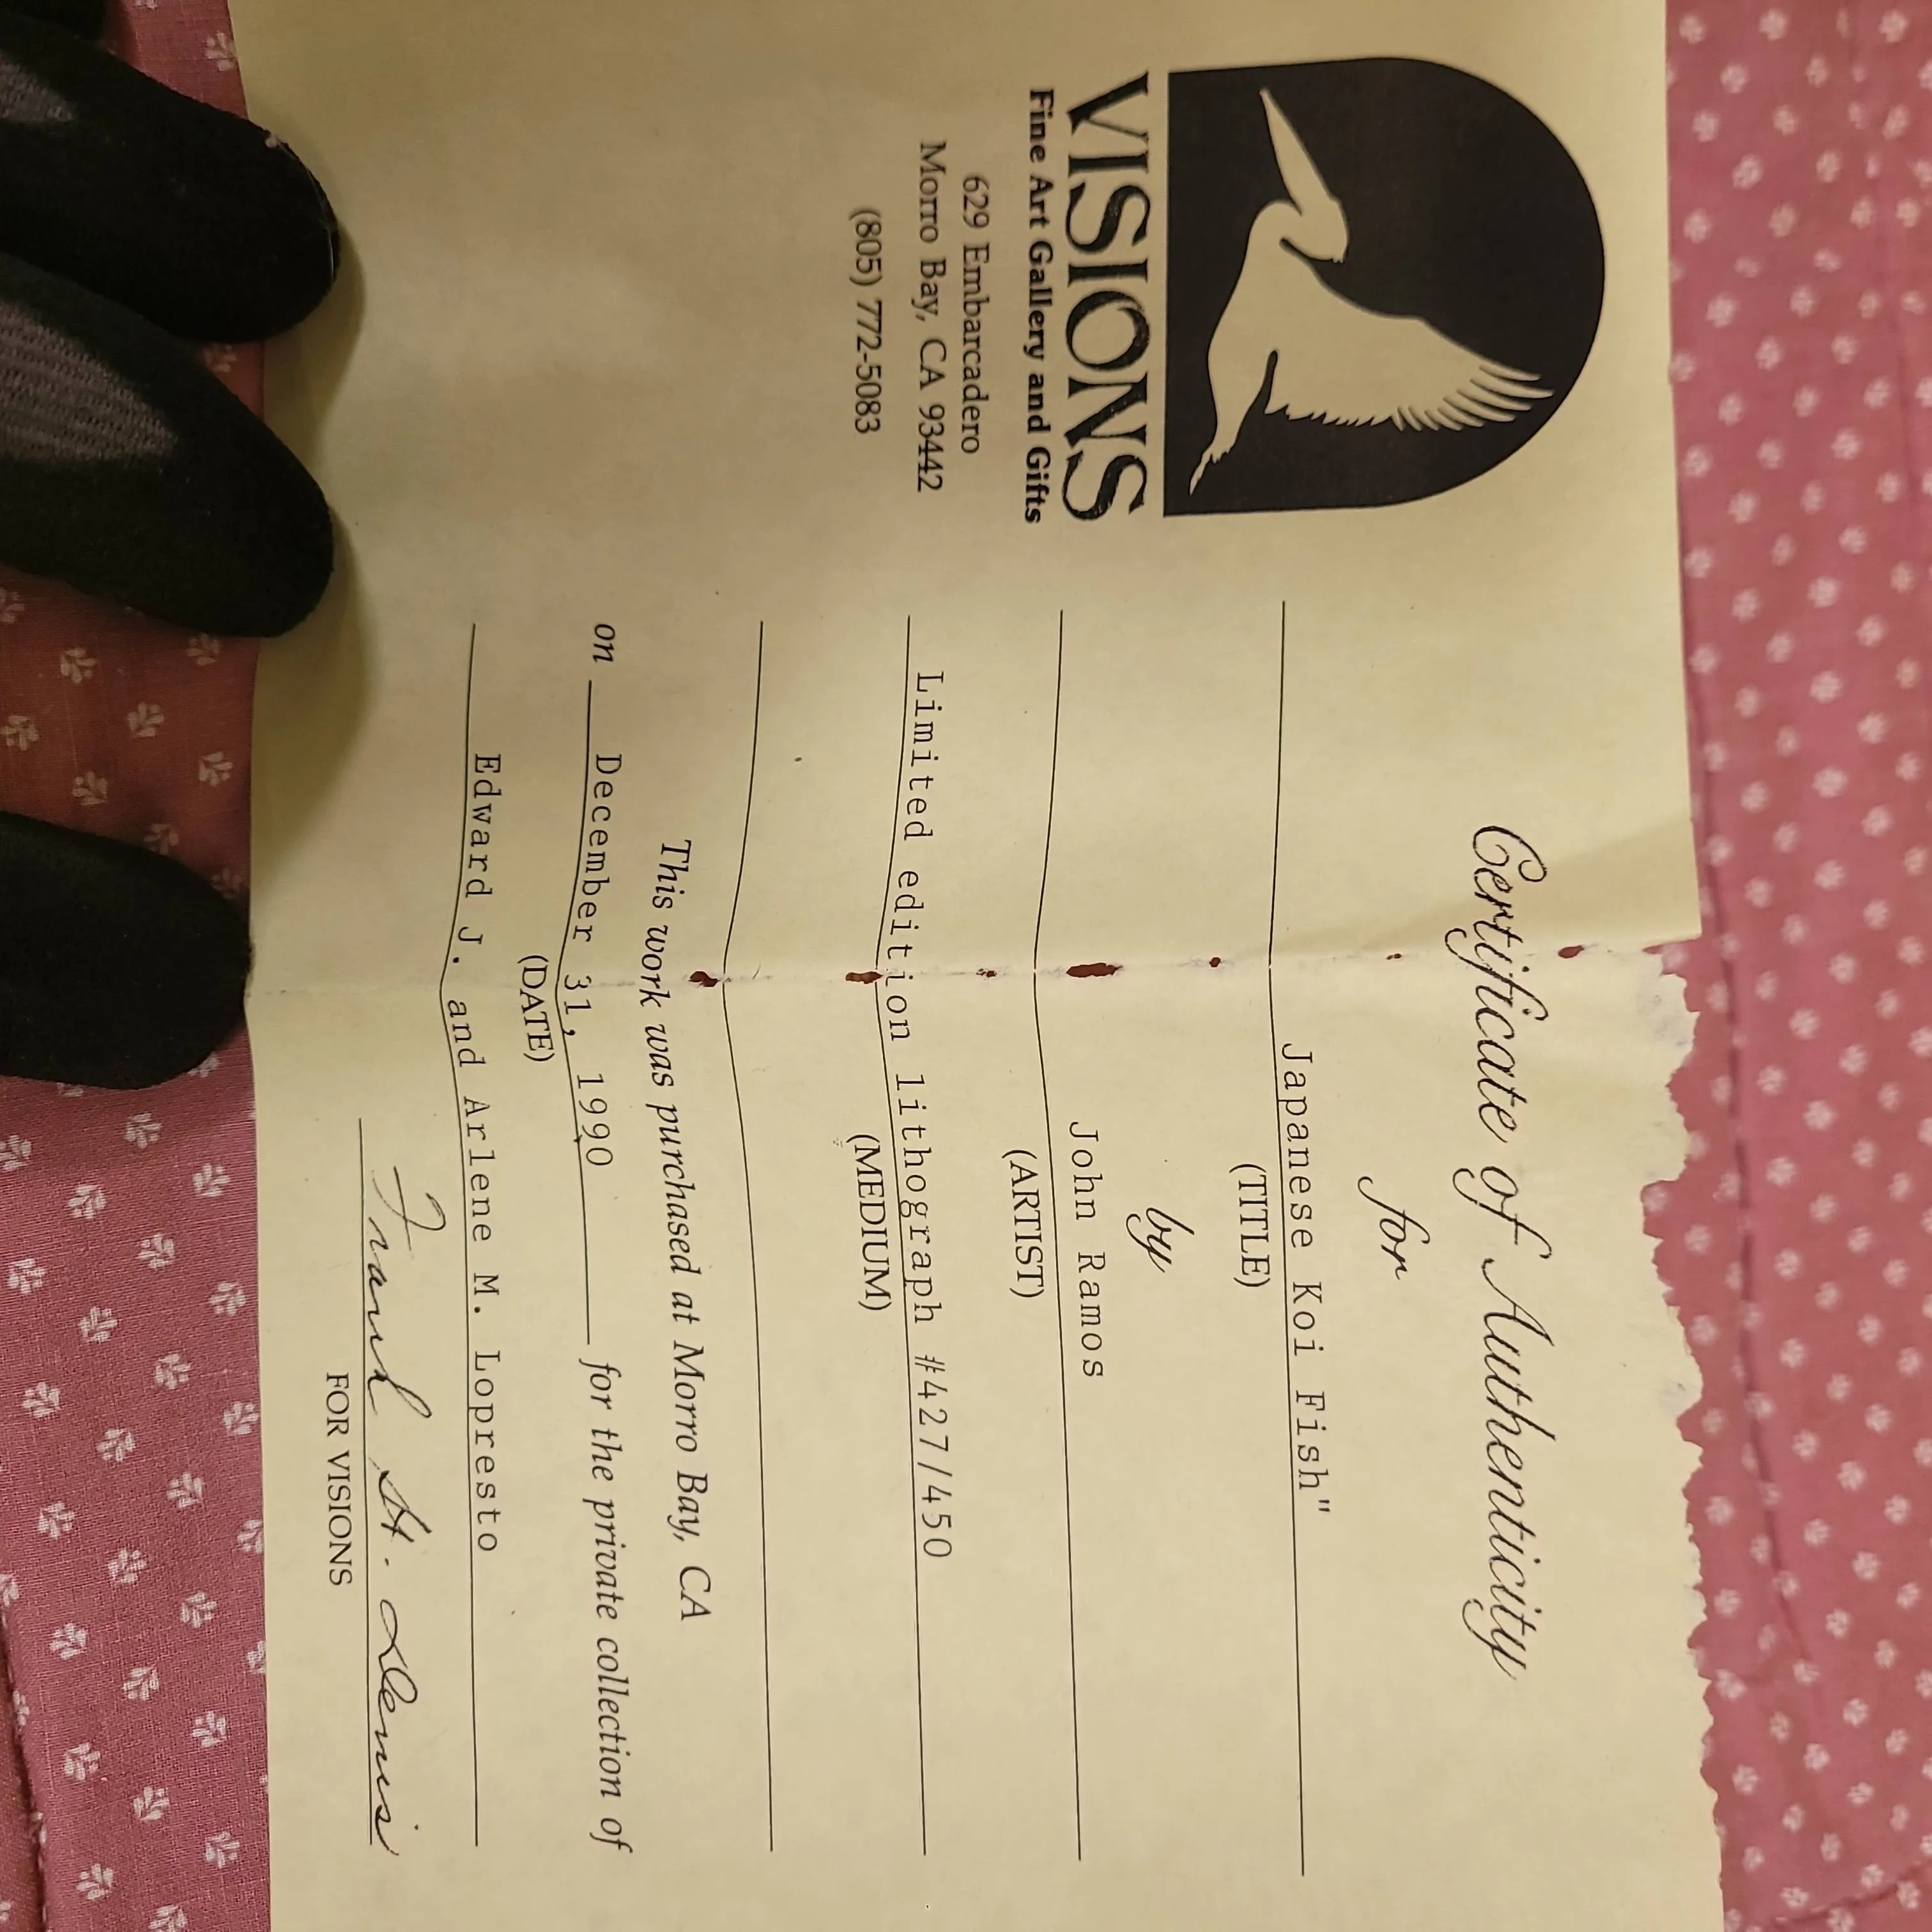 VISIONS
Fine Art Gallery and Gifts
629 Embarcadero
Morro Bay, CA 93442
(805) 772-5083
Certificate of Authenticity
for
Japanese Koi Fish"
(TITLE)
by
John Ramos
(ARTIST)
Limited edition lithograph #427/450
(MEDIUM)
This work was purchased at Morro Bay, CA
on December 31, 1990 for the private collection of
(DATE)
Edward J. and Arlene M. Lopresto
St. Denis
FOR VISIONS